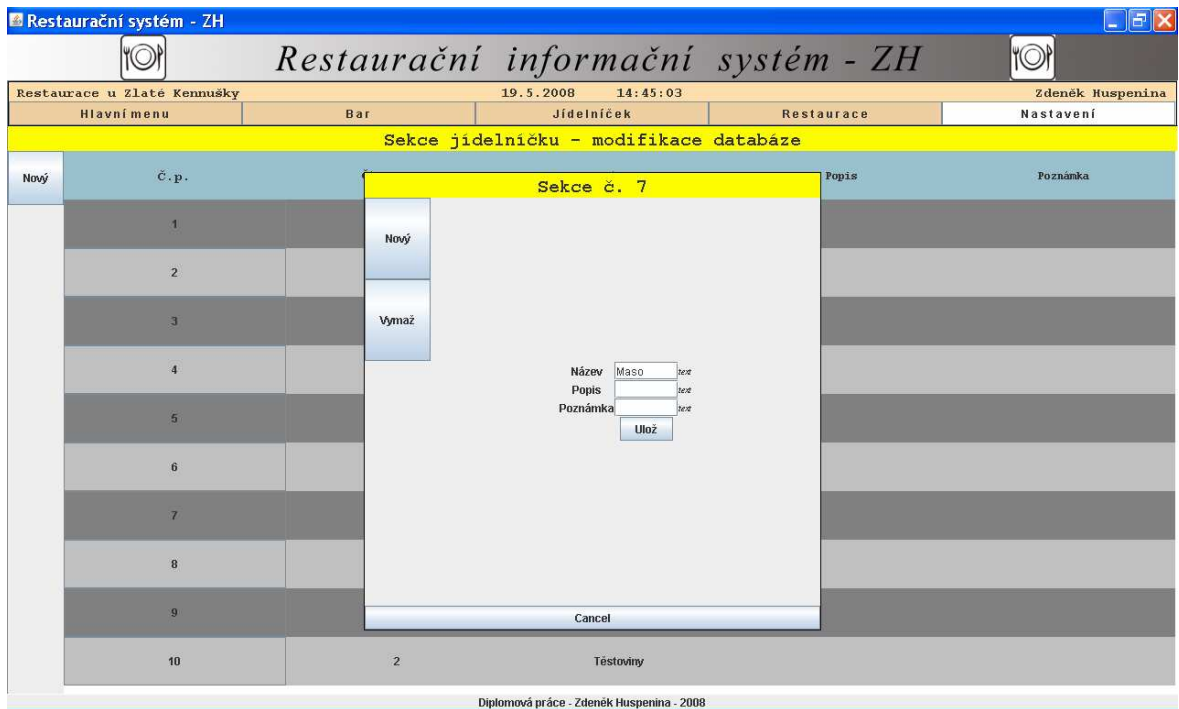 Restaurační systém - ZH
Restaurační informační systém - ZH
Restaurace u Zlaté Kennušky 19.5.2008 14:45:03 Zdeněk Huspenina
Hlavní menu Bar Jídelníček Restaurace Nastavení
Sekce jídelníčku - modifikace databáze
Nový Č.p. Popis Poznámka
Sekce č. 7
1
Nový
2
3
Vymaž
4
Název Maso text
Popis text
Poznámka text
5
Ulož
6
7
8
9
Cancel
10 2 Těstoviny
Diplomová práce - Zdeněk Huspenina - 2008